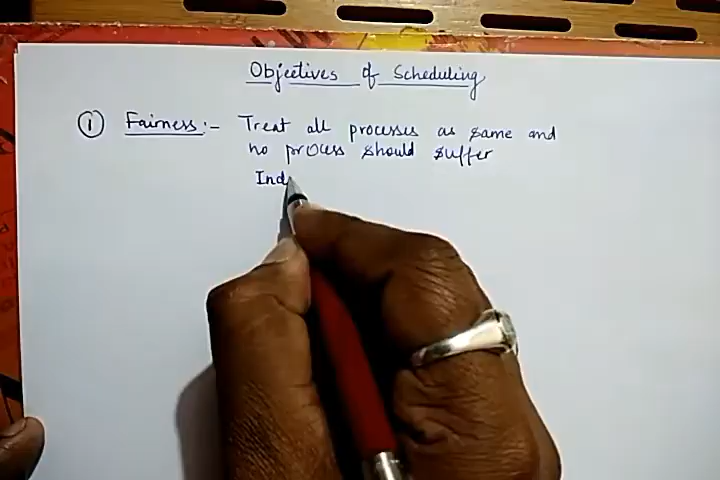 Objectives of Scheduling
① Fairness:- Treat all processes as same and
no process should suffer
Ind